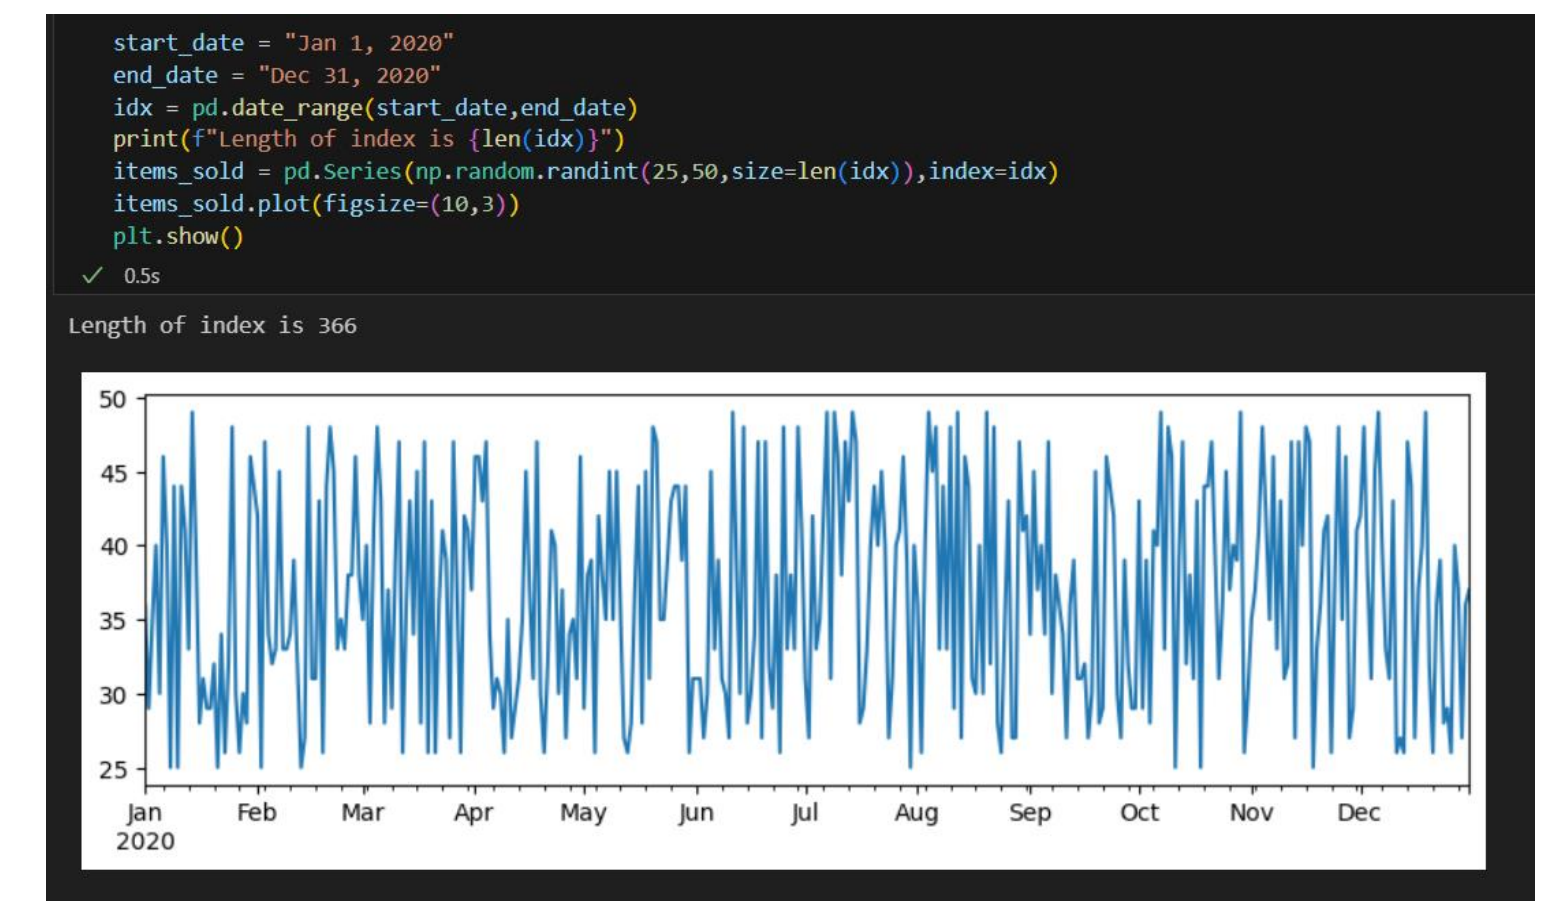 start_date = "Jan 1, 2020"
end_date = "Dec 31, 2020"
idx = pd.date_range(start_date,end_date)
print(f"Length of index is {len(idx)}")
items_sold = pd.Series(np.random.randint(25,50,size=len(idx)),index=idx)
items_sold.plot(figsize=(10,3))
plt.show()
0.5s
Length of index is 366
50
45
40
35
30
25
Jan Feb Mar Apr May Jun Jul Aug Sep Oct Nov Dec
2020